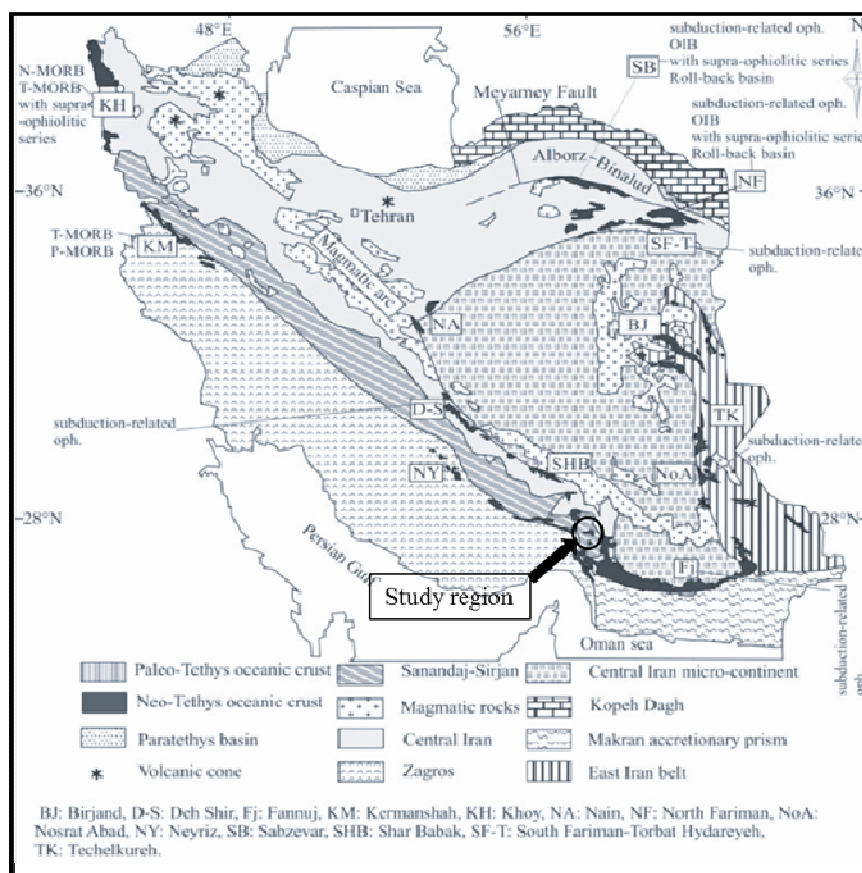 48°E
56°E
N
subduction-related oph.
OIB
with supra-ophiolitic series
Roll-back basin
SB
N-MORB
T-MORB
with supra
-ophiolitic
series
KH
Caspian Sea
Meyarney Fault
subduction-related oph.
OIB
with supra-ophiolitic series
Roll-back basin
Alborz-Binalud
NF
36°N
36°N
Tehran
T-MORB
P-MORB
KM
SF-T
subduction-related
oph.
Magmatic arc
NA
BJ
D-S
TK
subduction-related
oph.
subduction-related
oph.
SHB
NY
NoA
28°N
28°N
Persian Gu
Fj
Study region
Oman sea
subduction-related
oph.
Paleo-Tethys oceanic crust
Sanandaj-Sirjan
Central Iran micro-continent
Neo-Tethys oceanic crust
Magmatic rocks
Kopeh Dagh
Paratethys basin
Central Iran
Makran accretionary prism
Volcanic cone
Zagros
East Iran belt
BJ: Birjand, D-S: Deh Shir, Fj: Fannuj, KM: Kermanshah, KH: Khoy, NA: Nain, NF: North Fariman, NoA:
Nosrat Abad, NY: Neyriz, SB: Sabzevar, SHB: Shar Babak, SF-T: South Fariman-Torbat Hydareyeh,
TK: Techelkureh.